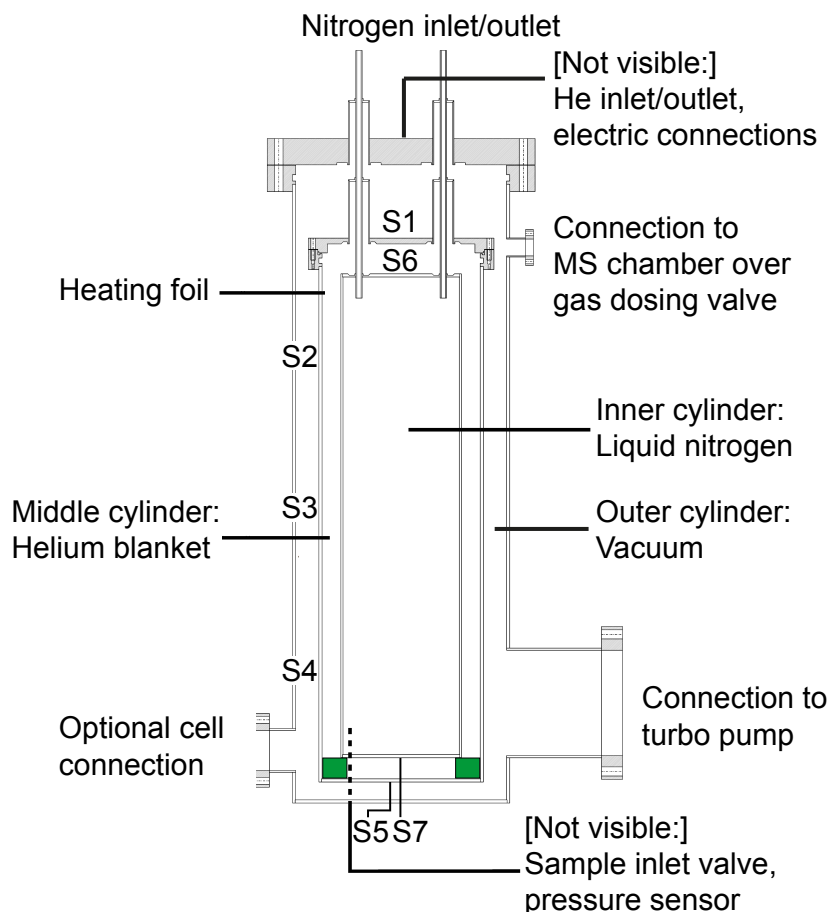 Nitrogen inlet/outlet
[Not visible:]
He inlet/outlet,
electric connections
S1
Connection to
MS chamber over
gas dosing valve
S6
Heating foil
S2
Inner cylinder:
Liquid nitrogen
Middle cylinder:
Helium blanket
S3
Outer cylinder:
Vacuum
S4
Optional cell
connection
Connection to
turbo pump
S5
S7
[Not visible:]
Sample inlet valve,
pressure sensor